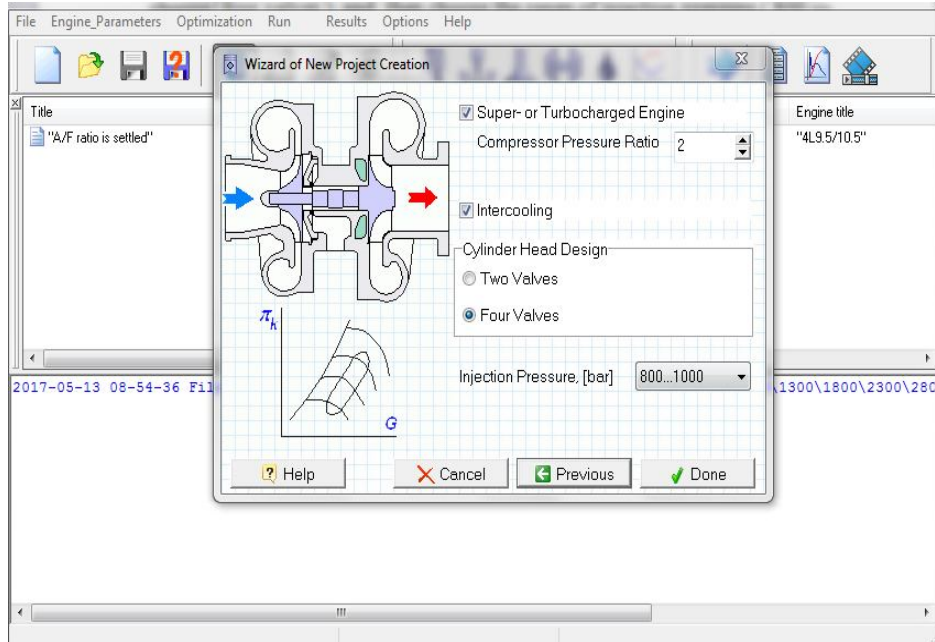 File Engine_Parameters Optimization Run Results Options Help
Wizard of New Project Creation
Title
Engine title
"A/F ratio is settled"
"4L9.5/10.5"
Super- or Turbocharged Engine
Compressor Pressure Ratio 2
Intercooling
Cylinder Head Design
Two Valves
Four Valves
πk
G
Injection Pressure, [bar] 800...1000
2017-05-13 08-54-36 Fil
\1300\1800\2300\280
Help Cancel Previous Done